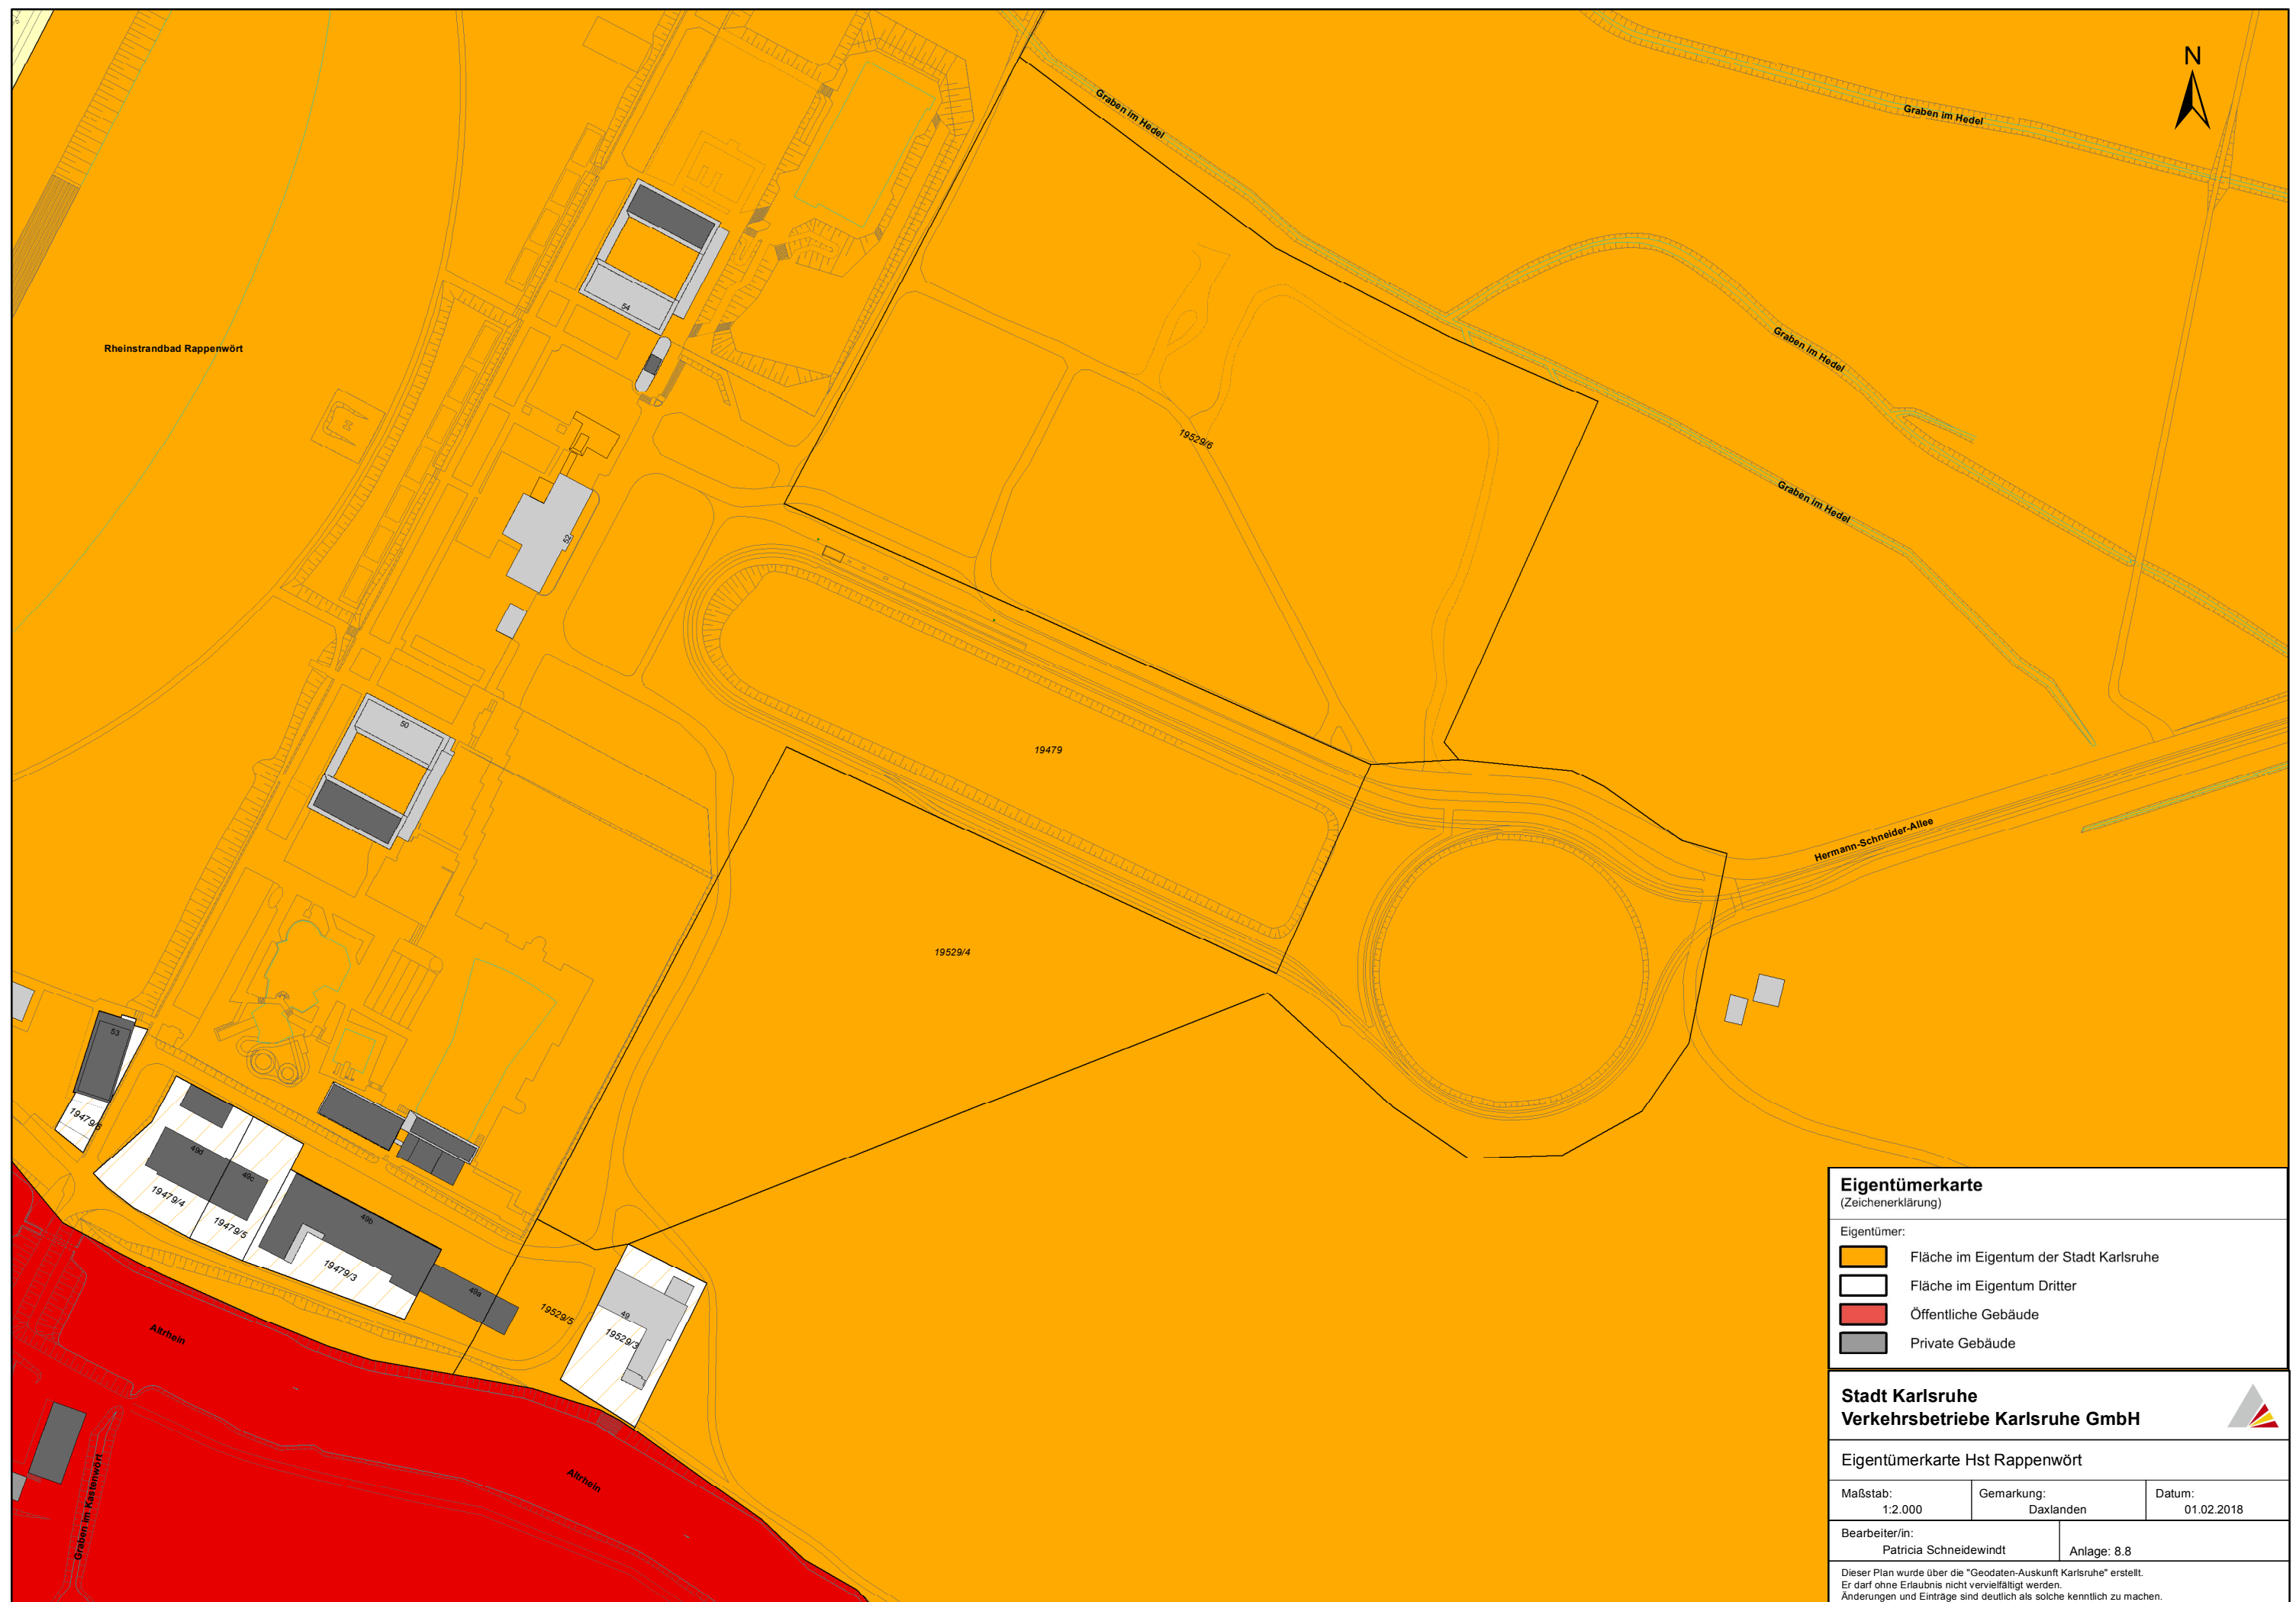 N
Graben im Hedel
Graben im Hedel
54
Rheinstrandbad Rappenwört
Graben im Hedel
19529/6
Graben im Hedel
52
50
19479
Hermann-Schneider-Allee
19529/4
53
19479/6
49d
49c
19479/4
19479/5
49b
19479/3
49a
19529/5
49
19529/3
Altrhein
Altrhein
Graben im Kastenwört
Eigentümerkarte
(Zeichenerklärung)
Eigentümer:
Fläche im Eigentum der Stadt Karlsruhe
Fläche im Eigentum Dritter
Öffentliche Gebäude
Private Gebäude
Stadt Karlsruhe
Verkehrsbetriebe Karlsruhe GmbH
Eigentümerkarte Hst Rappenwört
Maßstab: Gemarkung: Datum:
1:2.000 Daxlanden 01.02.2018
Bearbeiter/in:
Patricia Schneidewindt Anlage: 8.8
Dieser Plan wurde über die "Geodaten-Auskunft Karlsruhe" erstellt.
Er darf ohne Erlaubnis nicht vervielfältigt werden.
Änderungen und Einträge sind deutlich als solche kenntlich zu machen.